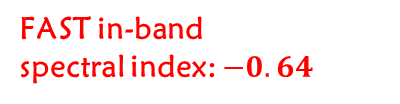 FAST in-band
spectral index: −0.64